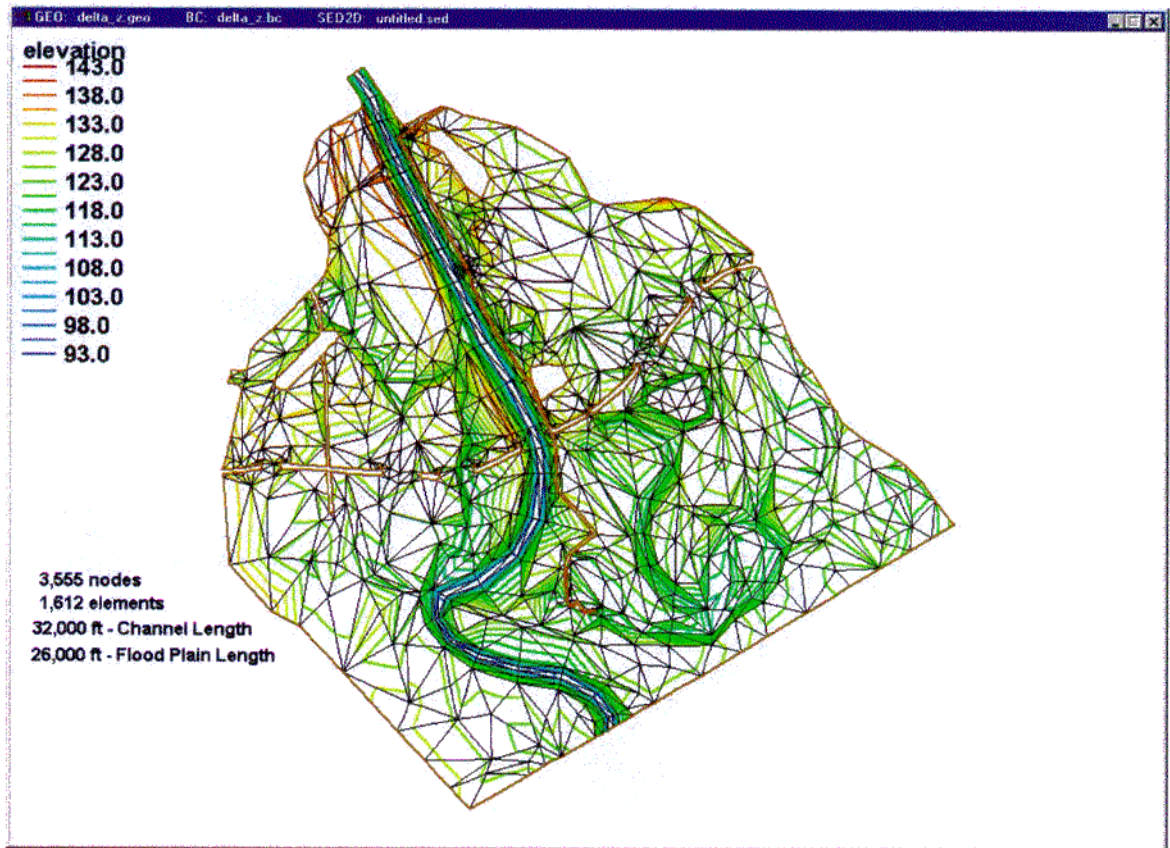 GEO: delta_z.geo BC: delta_z.bc SED2D: untitled.sed
elevation
143.0
138.0
133.0
128.0
123.0
118.0
113.0
108.0
103.0
98.0
93.0
3,555 nodes
1,612 elements
32,000 ft - Channel Length
26,000 ft - Flood Plain Length